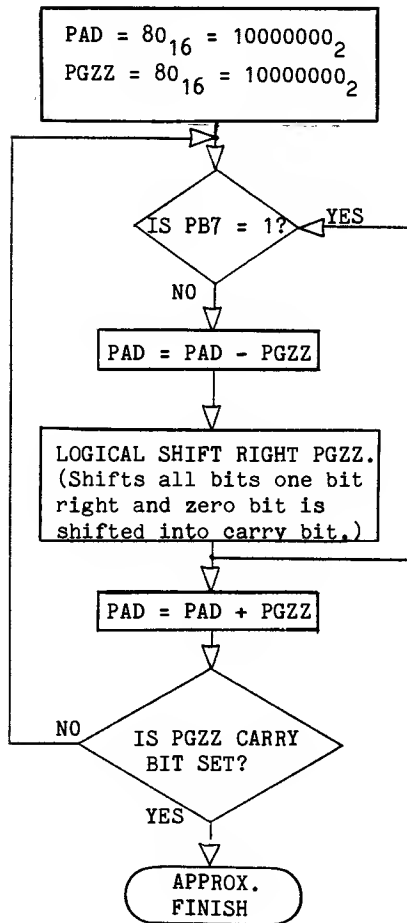 PAD = 80₁₆ = 10000000₂
PGZZ = 80₁₆ = 10000000₂
IS PB7 = 1?
YES
NO
PAD = PAD - PGZZ
LOGICAL SHIFT RIGHT PGZZ.
(Shifts all bits one bit
right and zero bit is
shifted into carry bit.)
PAD = PAD + PGZZ
NO
IS PGZZ CARRY
BIT SET?
YES
APPROX.
FINISH